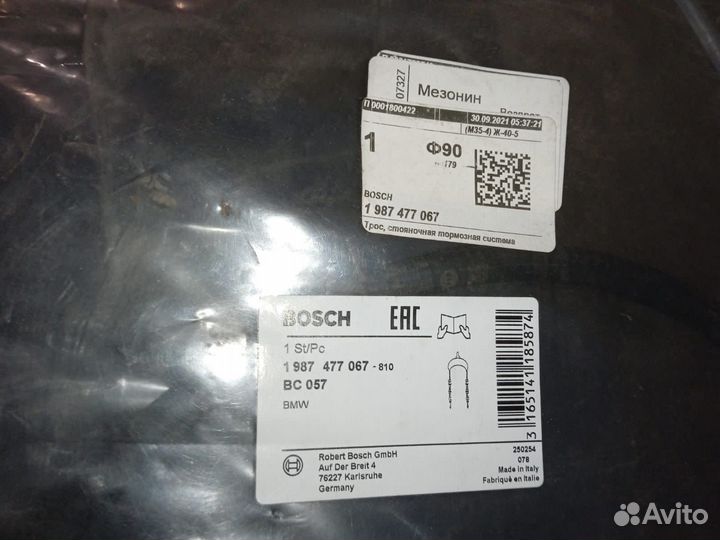 07327
Мезонин
Возврат
П 0001800422
30.09.2021 05:37:21
(М35-4) Ж-40-5
1
Ф90
BOSCH
1 987 477 067
Трос, стояночная тормозная система
BOSCH
EAC
1 St/Pc
1 987 477 067 - 810
BC 057
BMW
3 165141 185874
Robert Bosch GmbH
Auf Der Breit 4
76227 Karlsruhe
Germany
250254
078
Made in Italy
Fabriqué en Italie
Avito